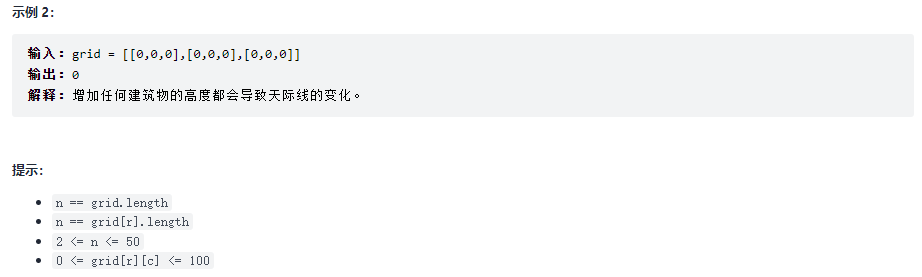 示例 2：
输入：grid = [[0,0,0],[0,0,0],[0,0,0]]
输出：0
解释：增加任何建筑物的高度都会导致天际线的变化。
提示：
n == grid.length
n == grid[r].length
2 <= n <= 50
0 <= grid[r][c] <= 100